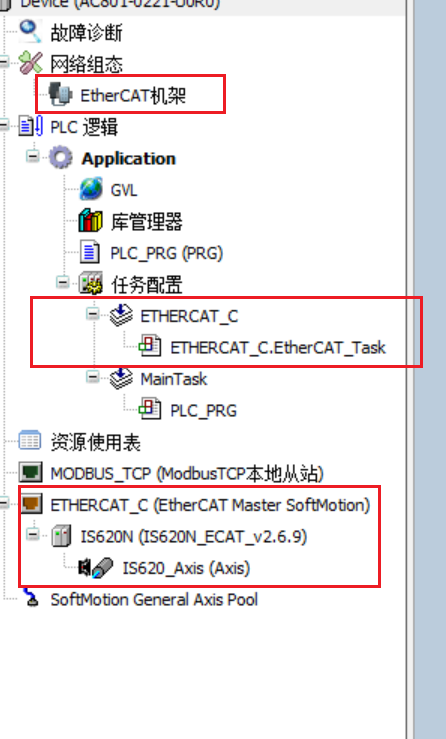 Device (AC801-0221-U0R0)
故障诊断
网络组态
EtherCAT机架
PLC 逻辑
Application
GVL
库管理器
PLC_PRG (PRG)
任务配置
ETHERCAT_C
ETHERCAT_C.EtherCAT_Task
MainTask
PLC_PRG
资源使用表
MODBUS_TCP (ModbusTCP本地从站)
ETHERCAT_C (EtherCAT Master SoftMotion)
IS620N (IS620N_ECAT_v2.6.9)
IS620_Axis (Axis)
SoftMotion General Axis Pool